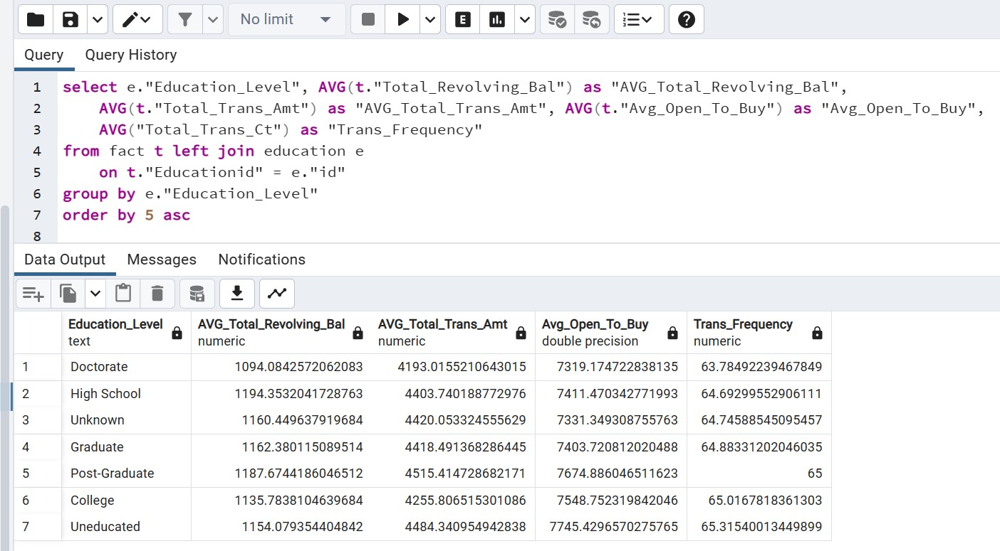 No limit
E
Query Query History
1 select e."Education_Level", AVG(t."Total_Revolving_Bal") as "AVG_Total_Revolving_Bal",
2 AVG(t."Total_Trans_Amt") as "AVG_Total_Trans_Amt", AVG(t."Avg_Open_To_Buy") as "Avg_Open_To_Buy",
3 AVG("Total_Trans_Ct") as "Trans_Frequency"
4 from fact t left join education e
5 on t."Educationid" = e."id"
6 group by e."Education_Level"
7 order by 5 asc
8
Data Output Messages Notifications
Education_Level AVG_Total_Revolving_Bal AVG_Total_Trans_Amt Avg_Open_To_Buy Trans_Frequency
text numeric numeric double precision numeric
1 Doctorate 1094.0842572062083 4193.0155210643015 7319.174722838135 63.78492239467849
2 High School 1194.3532041728763 4403.740188772976 7411.470342771993 64.69299552906111
3 Unknown 1160.449637919684 4420.053324555629 7331.349308755763 64.74588545095457
4 Graduate 1162.380115089514 4418.491368286445 7403.720812020488 64.88331202046035
5 Post-Graduate 1187.6744186046512 4515.414728682171 7674.886046511623 65
6 College 1135.7838104639684 4255.806515301086 7548.752319842046 65.0167818361303
7 Uneducated 1154.079354404842 4484.340954942838 7745.4296570275765 65.31540013449899